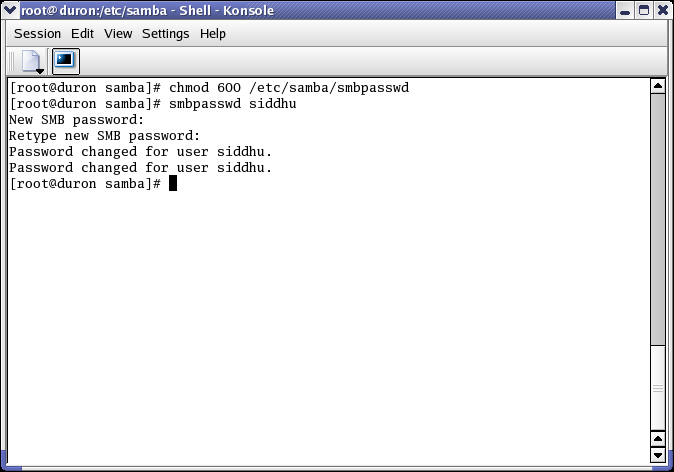 root@duron:/etc/samba - Shell - Konsole
Session Edit View Settings Help
[root@duron samba]# chmod 600 /etc/samba/smbpasswd
[root@duron samba]# smbpasswd siddhu
New SMB password:
Retype new SMB password:
Password changed for user siddhu.
Password changed for user siddhu.
[root@duron samba]#